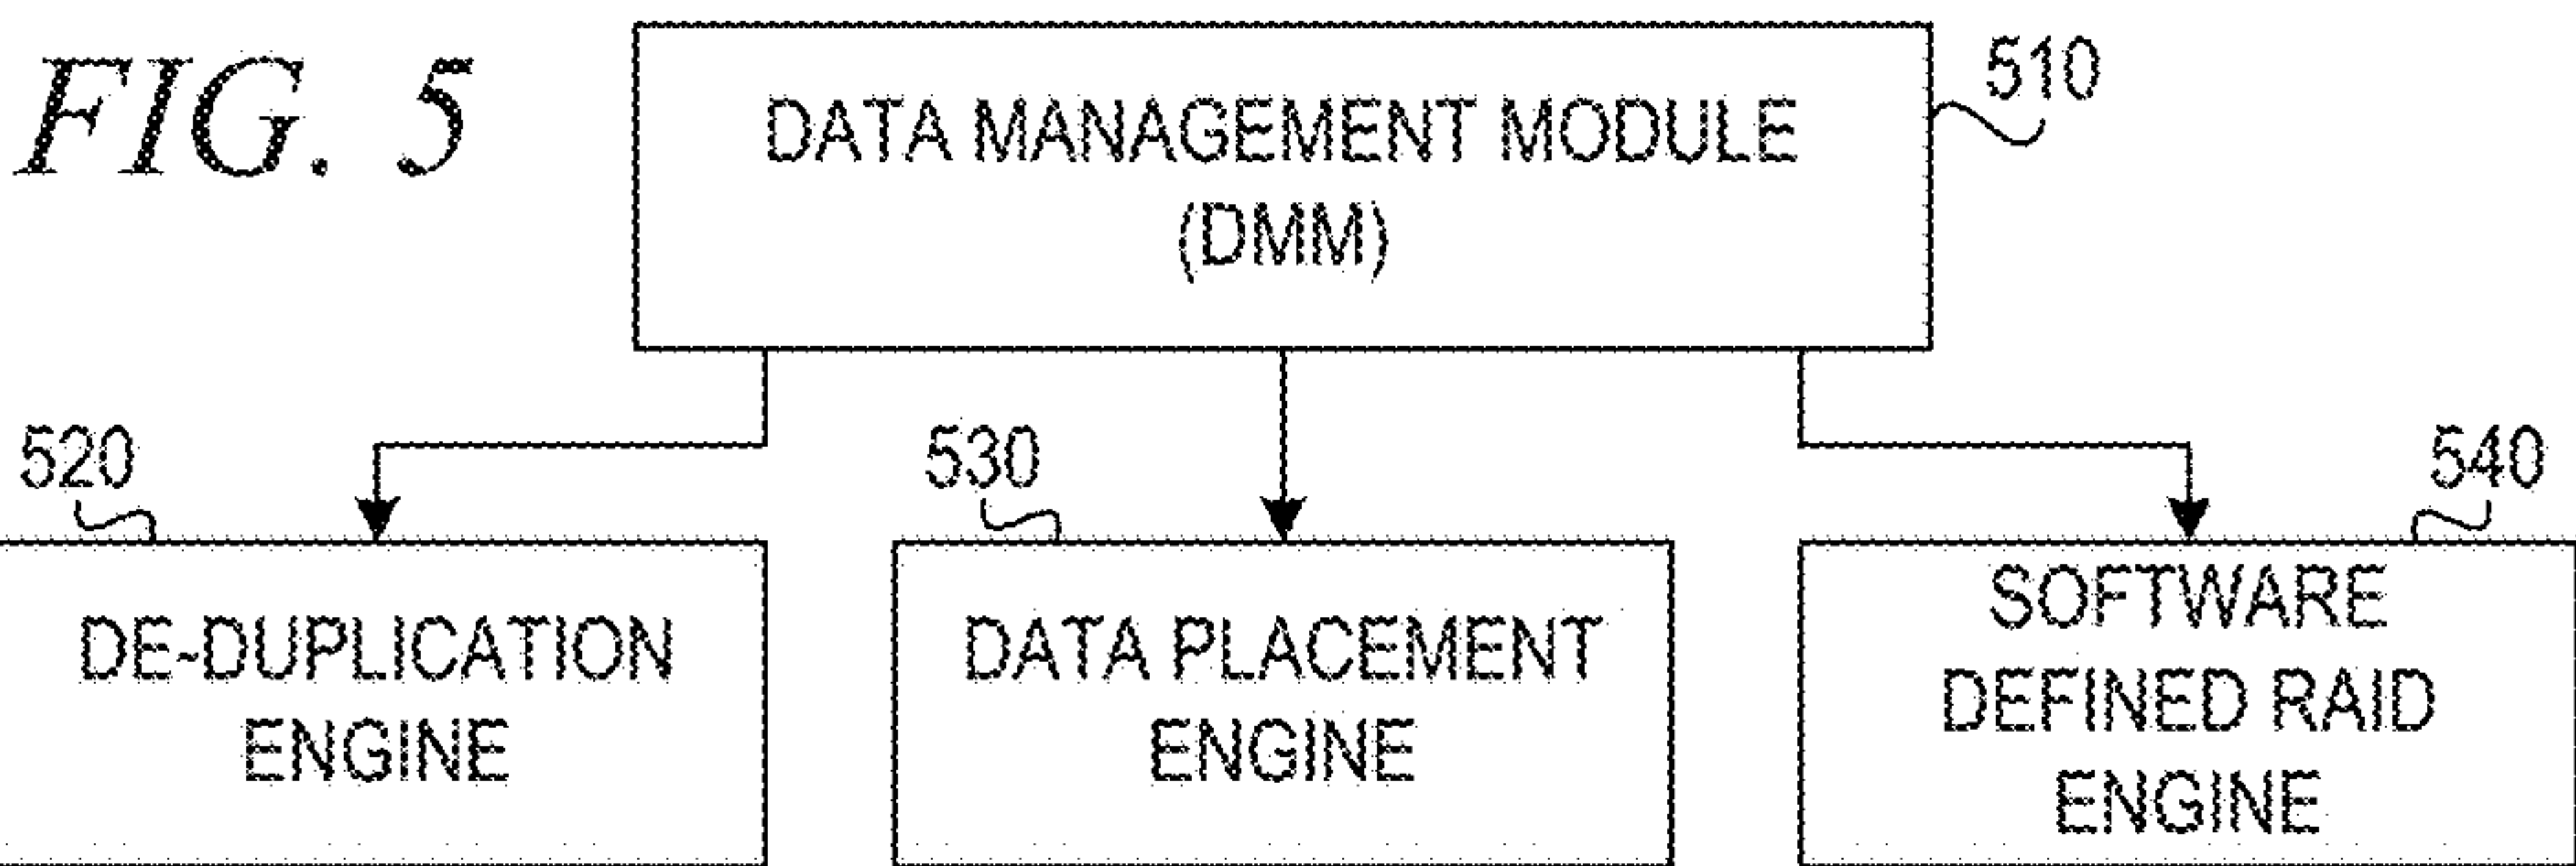 FIG. 5
DATA MANAGEMENT MODULE
(DMM)
510
520
530
540
DE-DUPLICATION
ENGINE
DATA PLACEMENT
ENGINE
SOFTWARE
DEFINED RAID
ENGINE